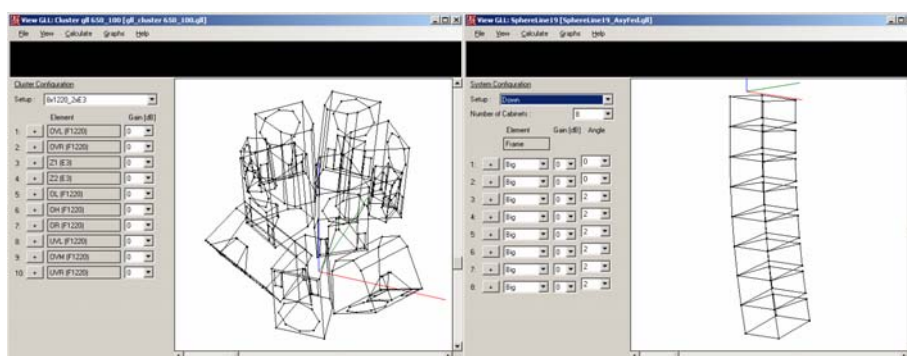 View GLL: Cluster gll 650_100 [gll_cluster 650_100.gll]
File View Calculate Graphs Help
Cluster Configuration
Setup : 8x1220_2xE3
Element Gain [dB]
1: + OVL (F1220) 0
2: + OVR (F1220) 0
3: + Z1 (E3) 0
4: + Z2 (E3) 0
5: + OL (F1220) 0
6: + OH (F1220) 0
7: + OR (F1220) 0
8: + UVL (F1220) 0
9: + OVM (F1220) 0
10: + UVR (F1220) 0
View GLL: SphereLine19 [SphereLine19_AxyFed.gll]
File View Calculate Graphs Help
System Configuration
Setup : Down
Number of Cabinets : 8
Element Gain [dB] Angle
Frame
1: + Big 0 0
2: + Big 0 0
3: + Big 0 2
4: + Big 0 2
5: + Big 0 2
6: + Big 0 2
7: + Big 0 2
8: + Big 0 2